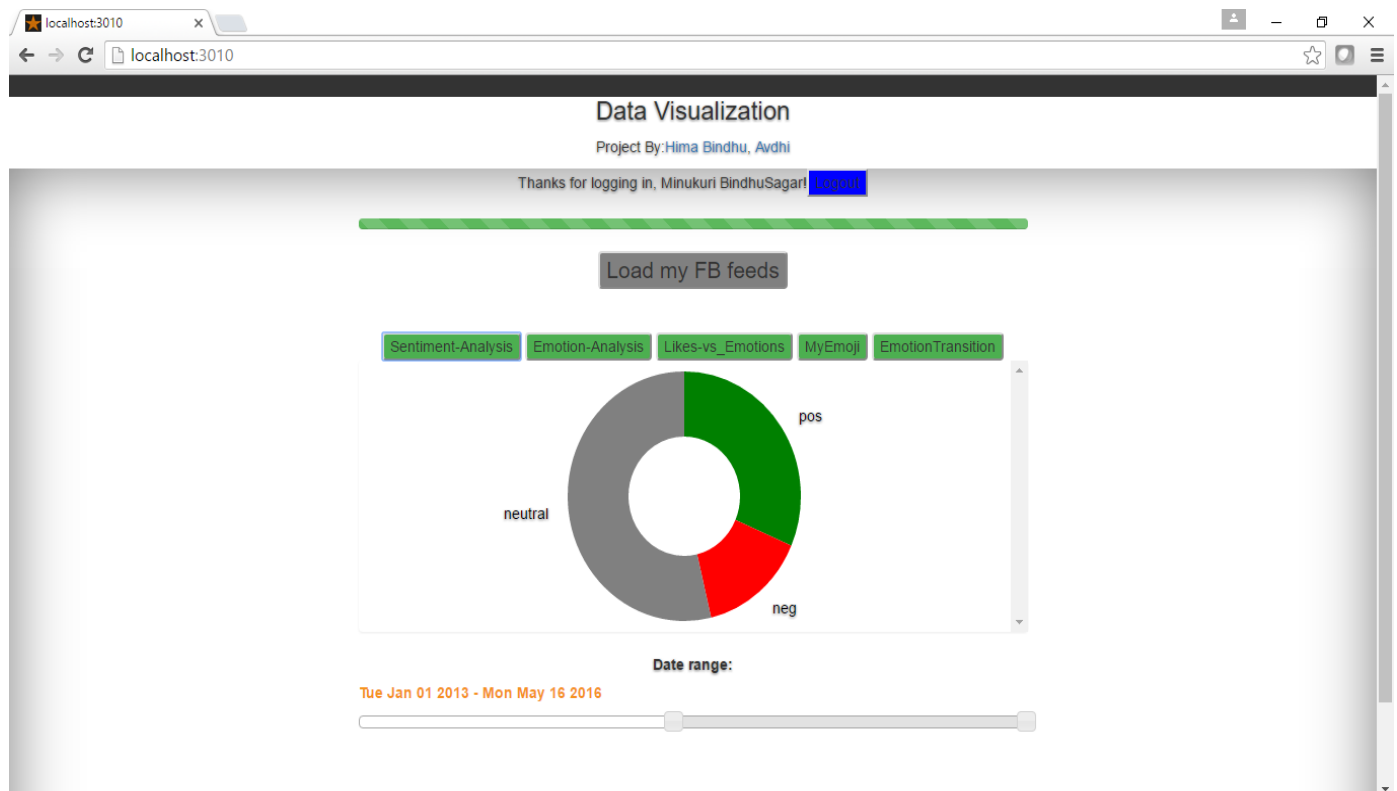 localhost:3010
localhost:3010
Data Visualization
Project By:Hima Bindhu, Avdhi
Thanks for logging in, Minukuri BindhuSagar! Logout
Load my FB feeds
Sentiment-Analysis Emotion-Analysis Likes-vs_Emotions MyEmoji EmotionTransition
pos
neutral
neg
Date range:
Tue Jan 01 2013 - Mon May 16 2016